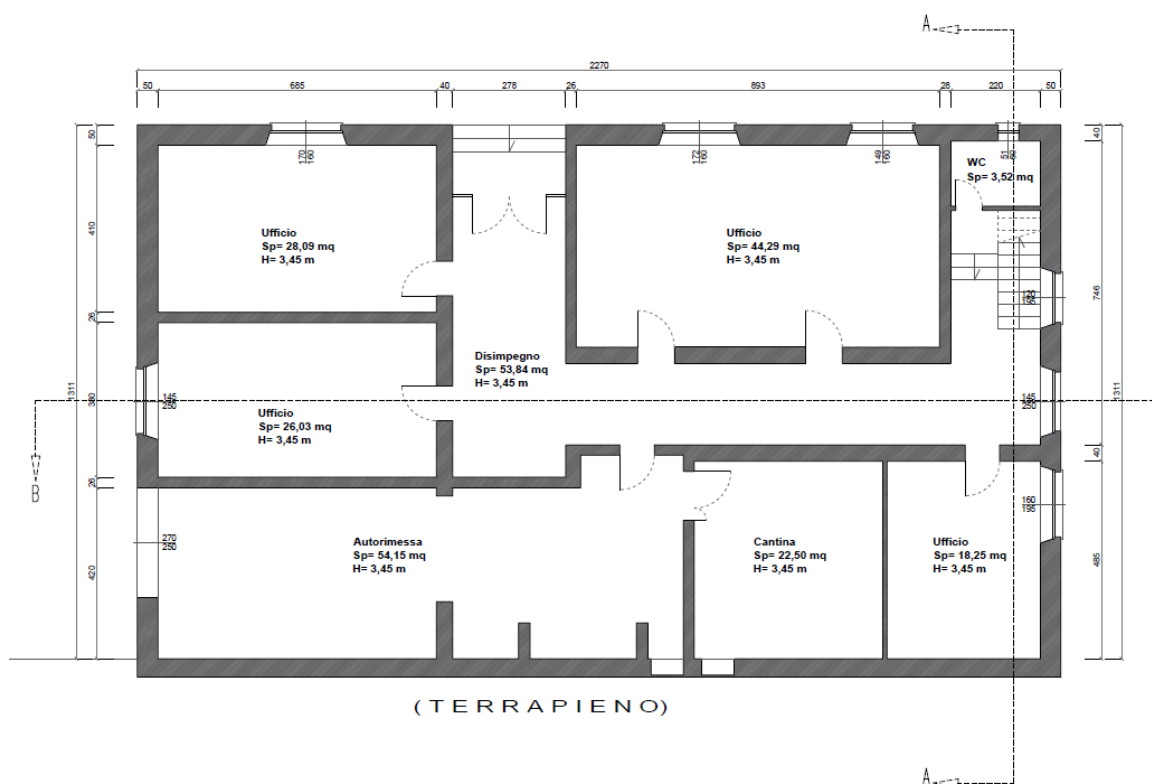 A
2270
50
685
40
276
26
893
26
220
50
50
410
26
380
26
420
1311
40
746
40
485
1311
170
160
172
160
149
160
51
WC
Sp= 3,52 mq
Ufficio
Sp= 28,09 mq
H= 3,45 m
Ufficio
Sp= 44,29 mq
H= 3,45 m
120
195
Disimpegno
Sp= 53,84 mq
H= 3,45 m
145
250
Ufficio
Sp= 26,03 mq
H= 3,45 m
145
250
B
160
195
270
250
Autorimessa
Sp= 54,15 mq
H= 3,45 m
Cantina
Sp= 22,50 mq
H= 3,45 m
Ufficio
Sp= 18,25 mq
H= 3,45 m
(TERRAPIENO)
A